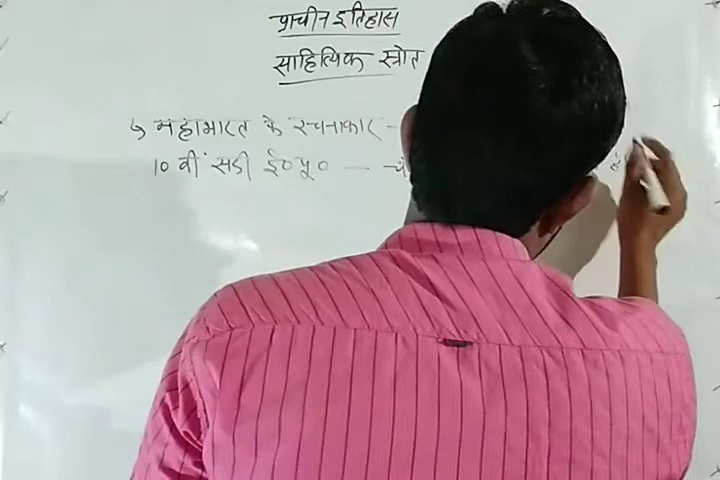 प्राचीन इतिहास
साहित्यिक स्त्रोत
महाभारत के रचनाकार -
10 वीं सदी ई०पू० —